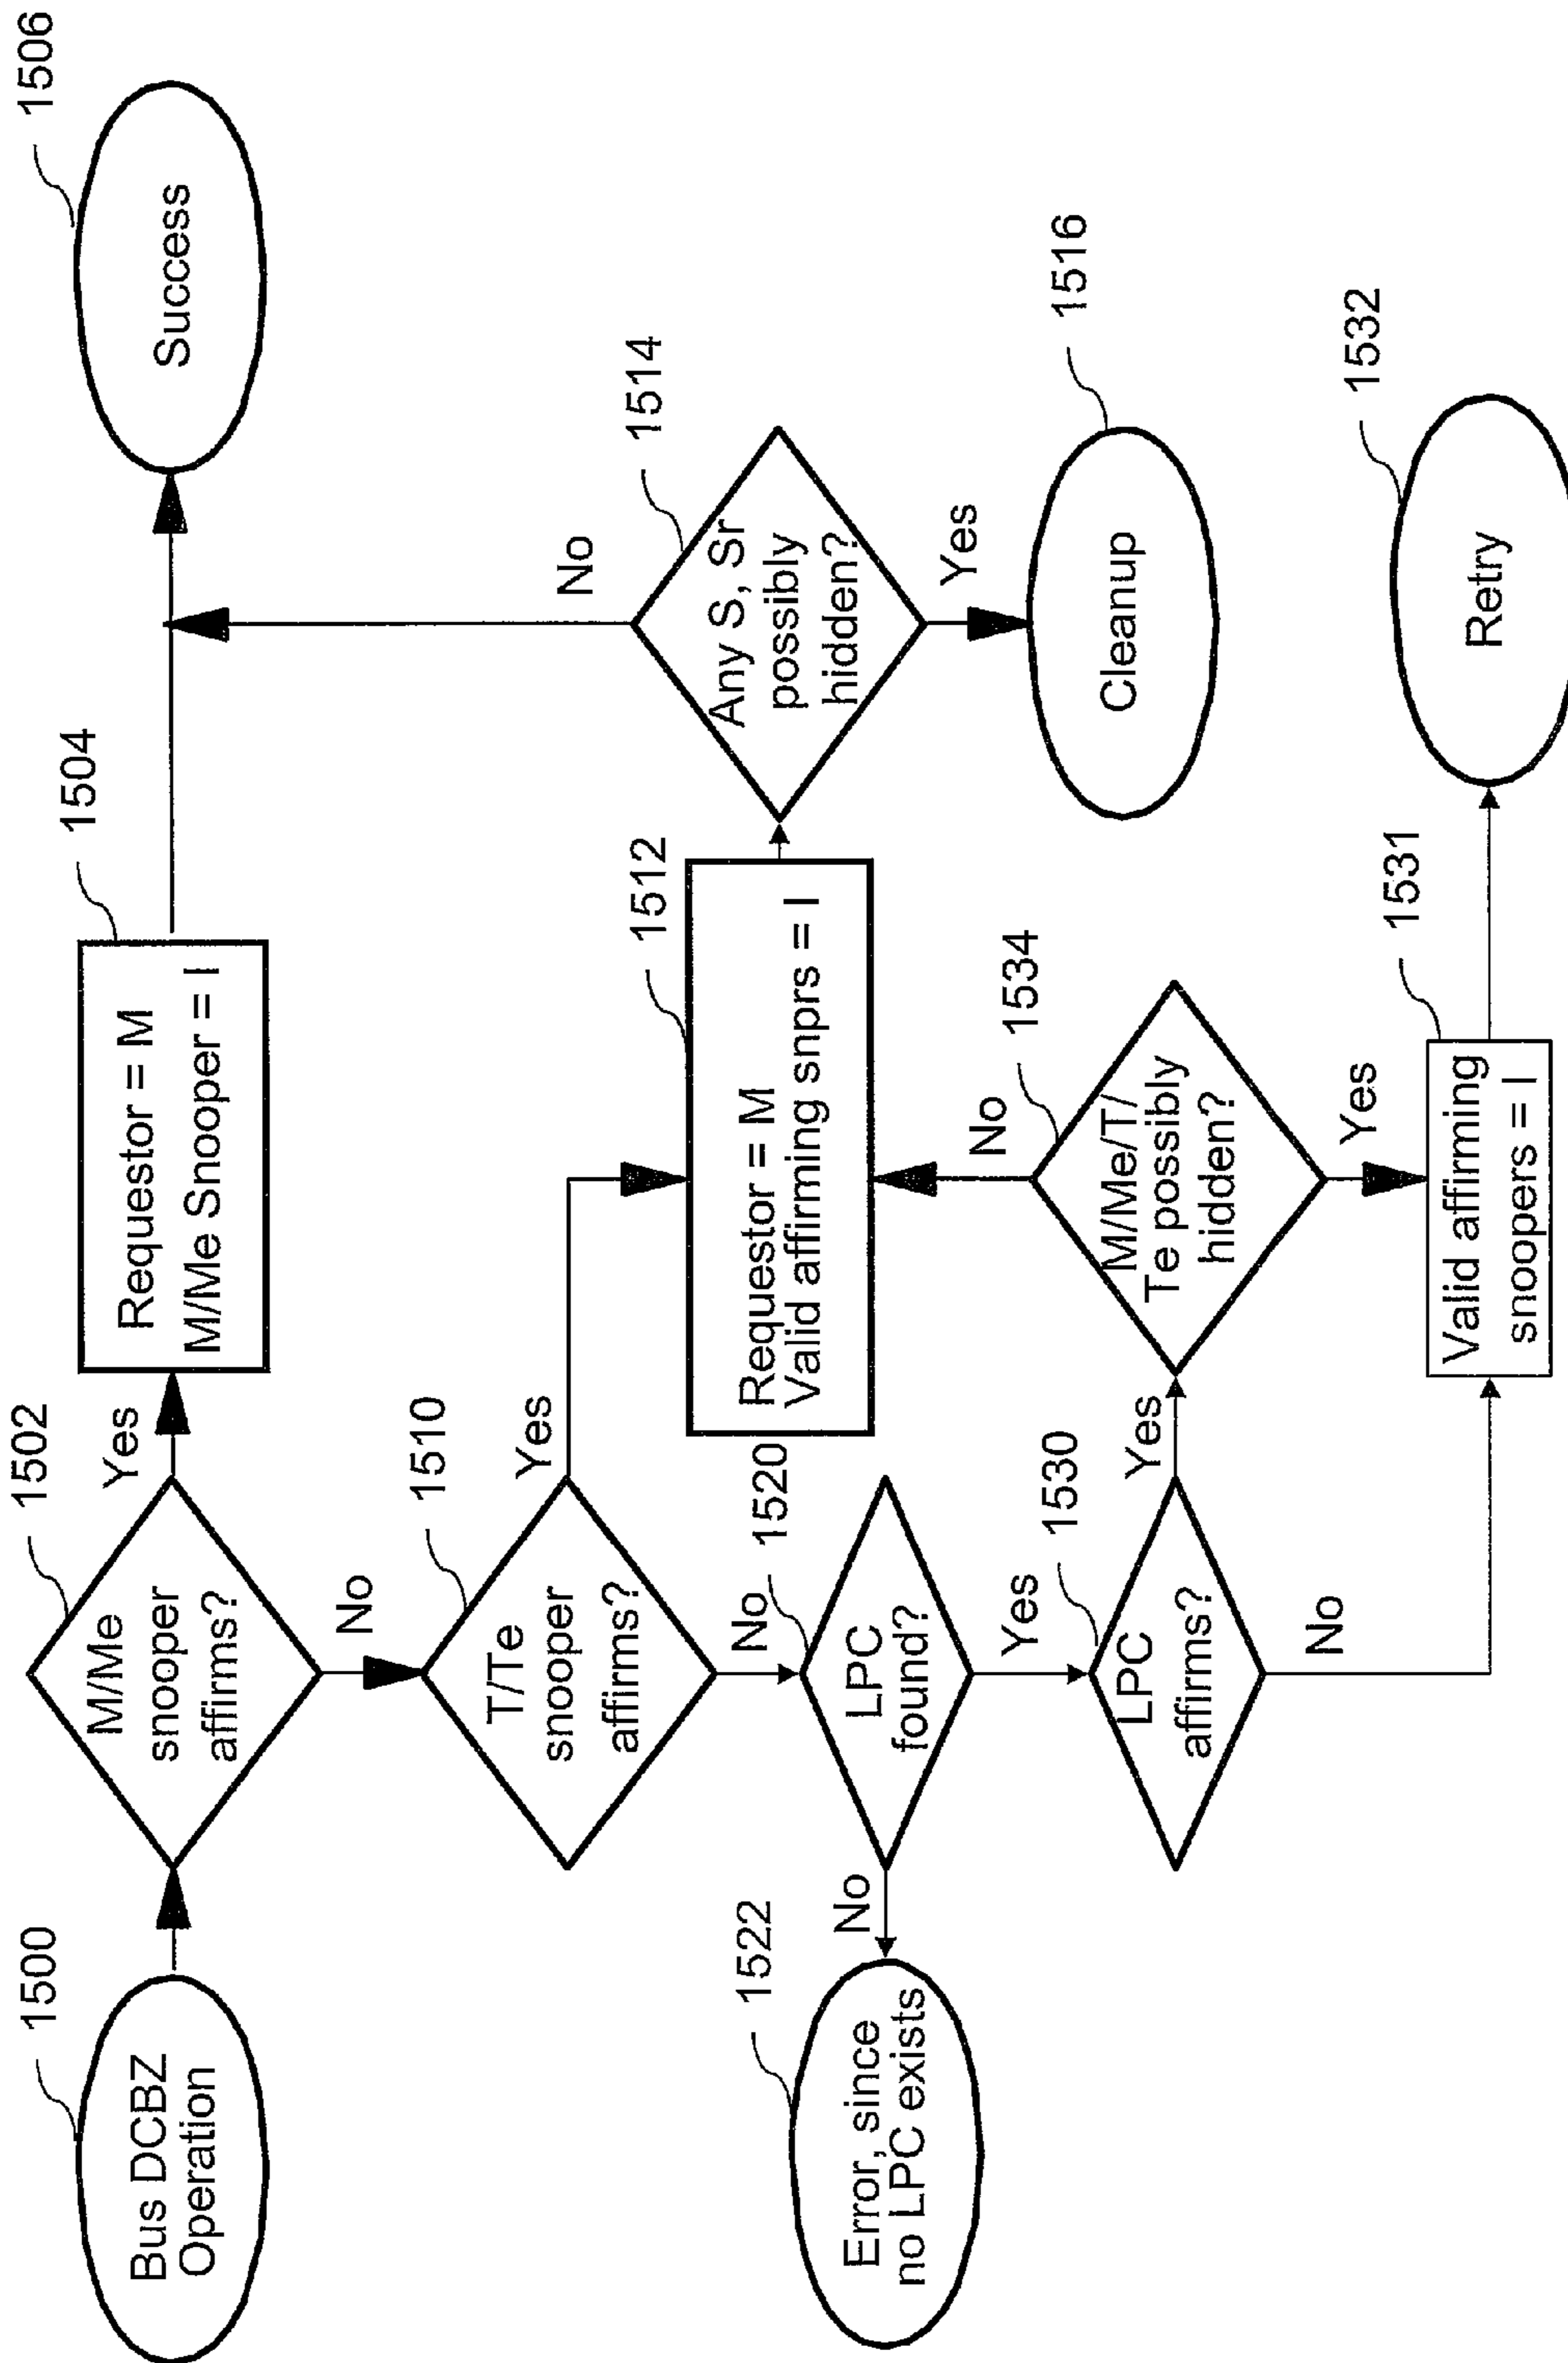 1500
Bus DCBZ
Operation
1502
M/Me
snooper
affirms?
Yes
No
1504
Requestor = M
M/Me Snooper = I
1506
Success
1510
T/Te
snooper
affirms?
Yes
No
1512
Requestor = M
Valid affirming snprs = I
1514
Any S, Sr
possibly
hidden?
No
Yes
1516
Cleanup
1520
LPC
found?
No
Yes
1522
Error, since
no LPC exists
1530
LPC
affirms?
Yes
No
1534
M/Me/T/
Te possibly
hidden?
No
Yes
1531
Valid affirming
snoopers = I
1532
Retry